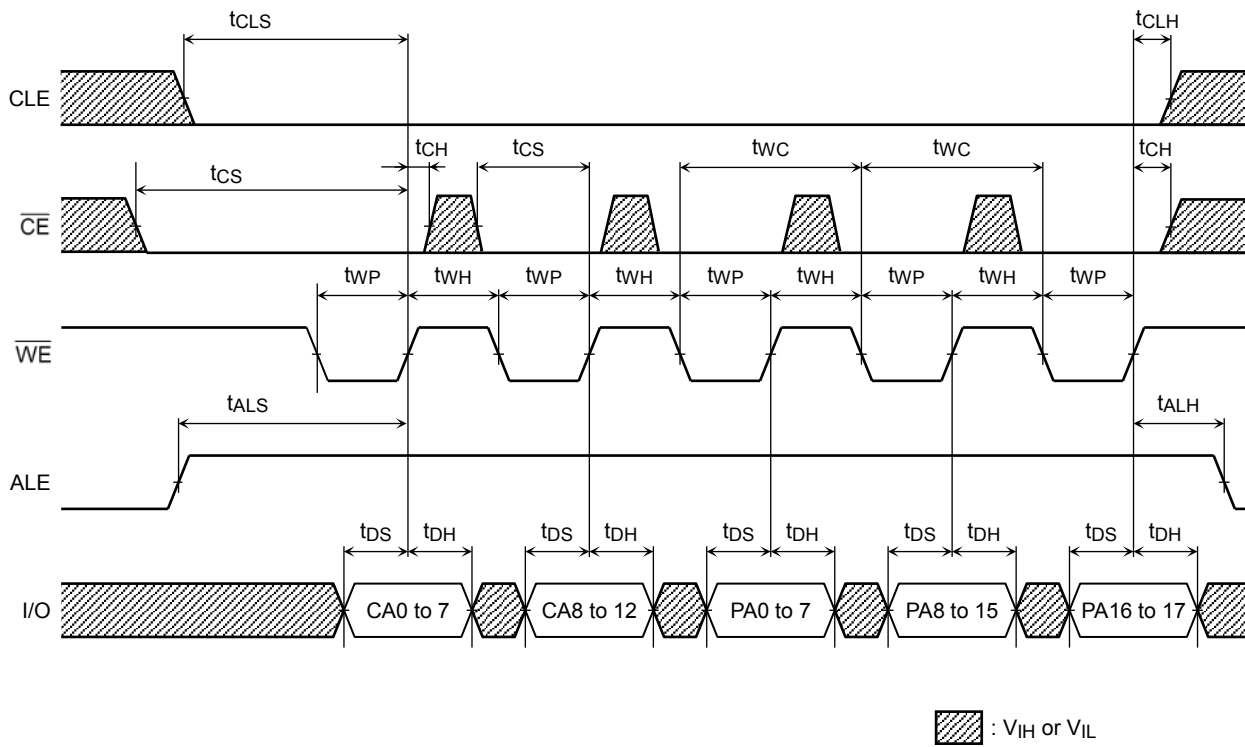 tCLS tCLH
CLE
tCH tCS tWC tWC tCH
tCS
CE
tWP tWH tWP tWH tWP tWH tWP tWH tWP
WE
tALS tALH
ALE
tDS tDH tDS tDH tDS tDH tDS tDH tDS tDH
I/O CA0 to 7 CA8 to 12 PA0 to 7 PA8 to 15 PA16 to 17
: VIH or VIL